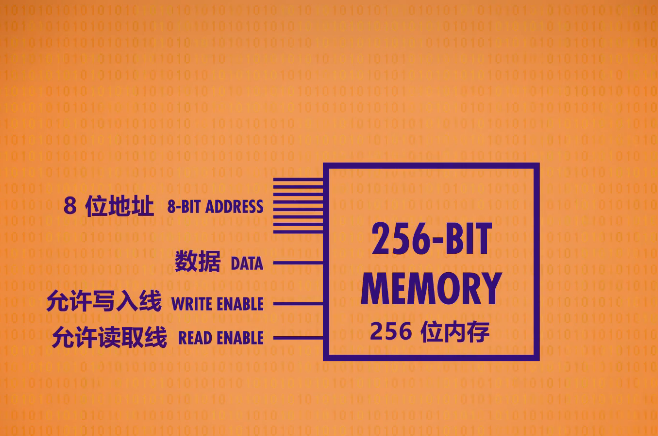 8 位地址 8-BIT ADDRESS
数据 DATA
允许写入线 WRITE ENABLE
允许读取线 READ ENABLE
256-BIT
MEMORY
256 位内存